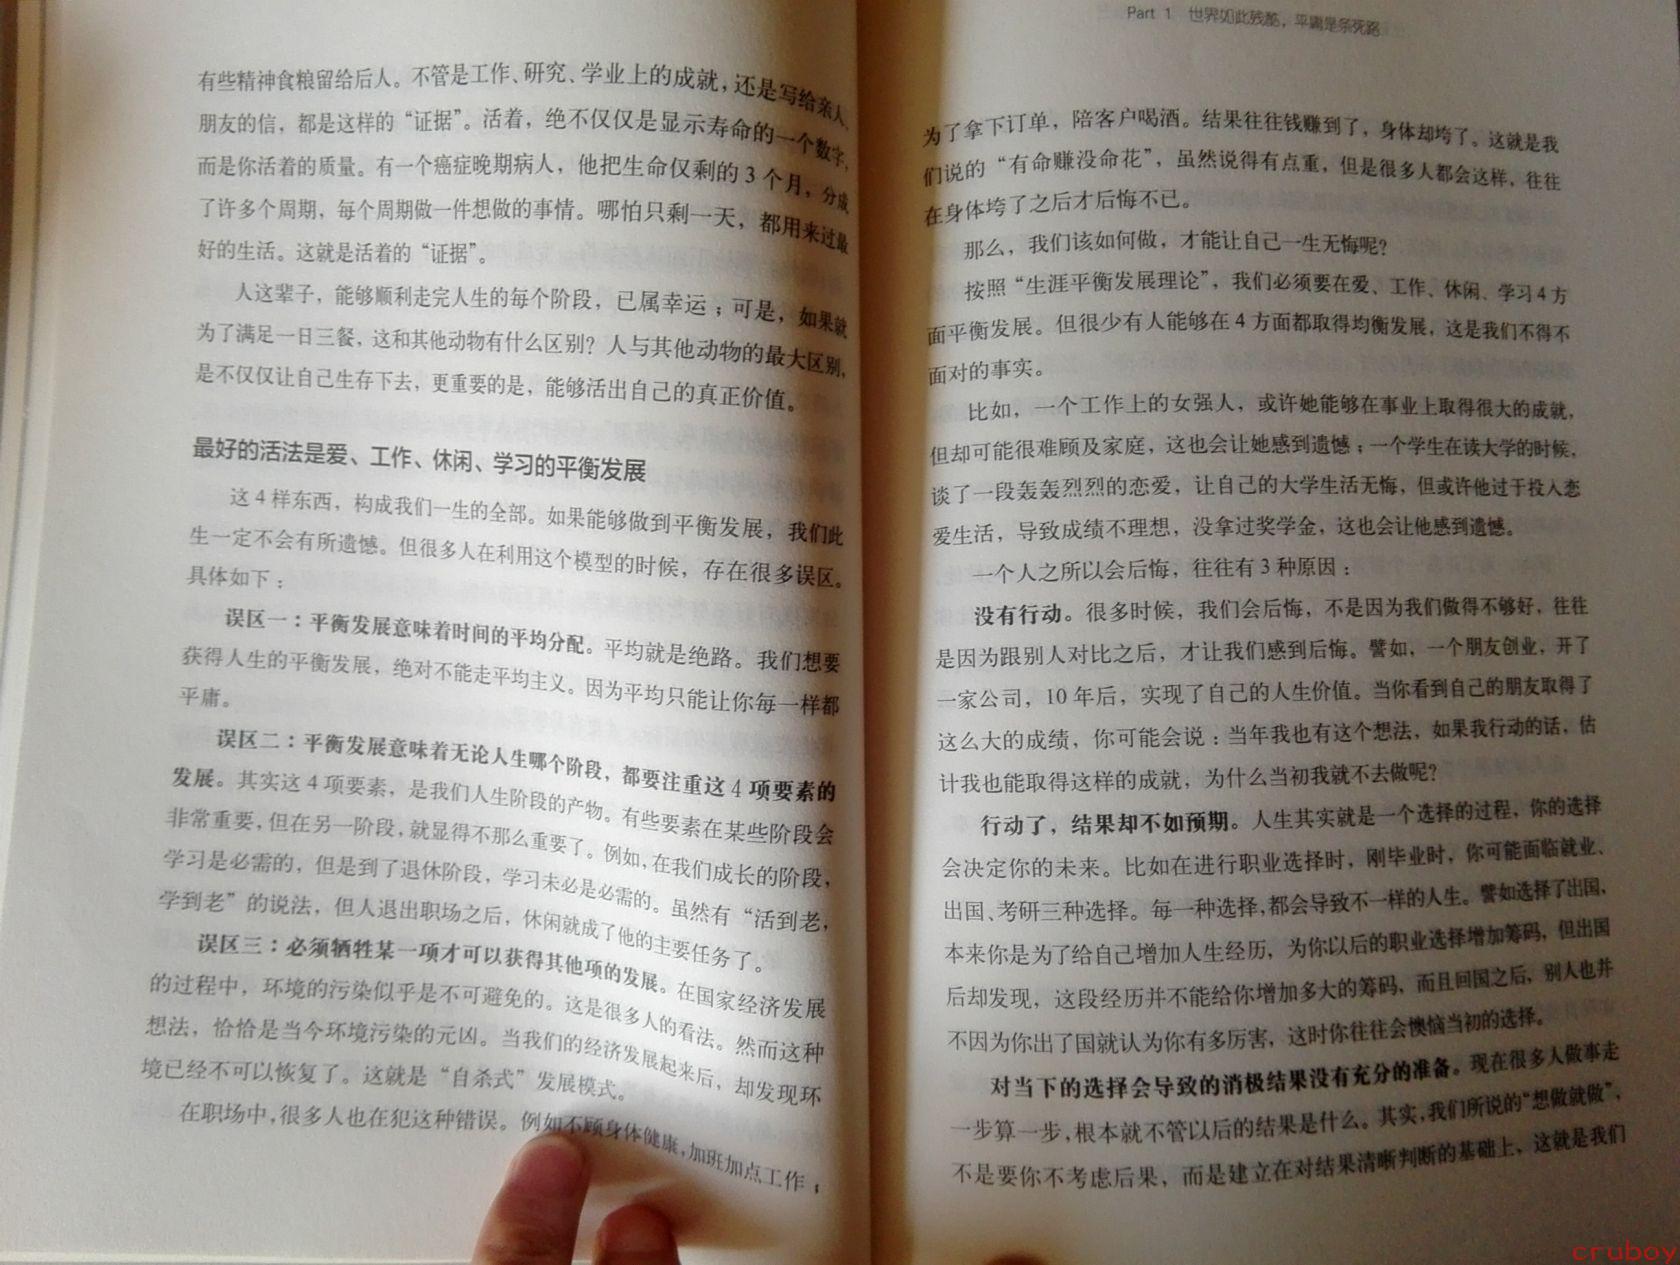 有些精神食粮留给后人。不管是工作、研究、学业上的成就，还是写给亲人、
朋友的信，都是这样的“证据”。活着，绝不仅仅是显示寿命的一个数字，
而是你活着的质量。有一个癌症晚期病人，他把生命仅剩的 3 个月，分成
了许多个周期，每个周期做一件想做的事情。哪怕只剩一天，都用来过最
好的生活。这就是活着的“证据”。
人这辈子，能够顺利走完人生的每个阶段，已属幸运；可是，如果就
为了满足一日三餐，这和其他动物有什么区别？人与其他动物的最大区别，
是不仅仅让自己生存下去，更重要的是，能够活出自己的真正价值。
最好的活法是爱、工作、休闲、学习的平衡发展
这 4 样东西，构成我们一生的全部。如果能够做到平衡发展，我们此
生一定不会有所遗憾。但很多人在利用这个模型的时候，存在很多误区。
具体如下：
误区一：平衡发展意味着时间的平均分配。平均就是绝路。我们想要
获得人生的平衡发展，绝对不能走平均主义。因为平均只能让你每一样都
平庸。
误区二：平衡发展意味着无论人生哪个阶段，都要注重这 4 项要素的
发展。其实这 4 项要素，是我们人生阶段的产物。有些要素在某些阶段会
非常重要，但在另一阶段，就显得不那么重要了。例如，在我们成长的阶段，
学习是必需的，但是到了退休阶段，学习未必是必需的。虽然有“活到老，
学到老”的说法，但人退出职场之后，休闲就成了他的主要任务了。
误区三：必须牺牲某一项才可以获得其他项的发展。在国家经济发展
的过程中，环境的污染似乎是不可避免的。这是很多人的看法。然而这种
想法，恰恰是当今环境污染的元凶。当我们的经济发展起来后，却发现环
境已经不可以恢复了。这就是“自杀式”发展模式。
在职场中，很多人也在犯这种错误。例如不顾身体健康，加班加点工作；
Part 1 世界如此残酷，平庸是条死路
为了拿下订单，陪客户喝酒。结果往往钱赚到了，身体却垮了。这就是我
们说的“有命赚没命花”，虽然说得有点重，但是很多人都会这样，往往
在身体垮了之后才后悔不已。
那么，我们该如何做，才能让自己一生无悔呢？
按照“生涯平衡发展理论”，我们必须要在爱、工作、休闲、学习 4 方
面平衡发展。但很少有人能够在 4 方面都取得均衡发展，这是我们不得不
面对的事实。
比如，一个工作上的女强人，或许她能够在事业上取得很大的成就，
但却可能很难顾及家庭，这也会让她感到遗憾；一个学生在读大学的时候，
谈了一段轰轰烈烈的恋爱，让自己的大学生活无悔，但或许他过于投入恋
爱生活，导致成绩不理想，没拿过奖学金，这也会让他感到遗憾。
一个人之所以会后悔，往往有 3 种原因：
没有行动。很多时候，我们会后悔，不是因为我们做得不够好，往往
是因为跟别人对比之后，才让我们感到后悔。譬如，一个朋友创业，开了
一家公司，10 年后，实现了自己的人生价值。当你看到自己的朋友取得了
这么大的成绩，你可能会说：当年我也有这个想法，如果我行动的话，估
计我也能取得这样的成就，为什么当初我就不去做呢？
行动了，结果却不如预期。人生其实就是一个选择的过程，你的选择
会决定你的未来。比如在进行职业选择时，刚毕业时，你可能面临就业、
出国、考研三种选择。每一种选择，都会导致不一样的人生。譬如选择了出国，
本来你是为了给自己增加人生经历，为你以后的职业选择增加筹码，但出国
后却发现，这段经历并不能给你增加多大的筹码，而且回国之后，别人也并
不因为你出了国就认为你有多厉害，这时你往往会懊恼当初的选择。
对当下的选择会导致的消极结果没有充分的准备。现在很多人做事走
一步算一步，根本就不管以后的结果是什么。其实，我们所说的“想做就做”，
不是要你不考虑后果，而是建立在对结果清晰判断的基础上，这就是我们
cruboy